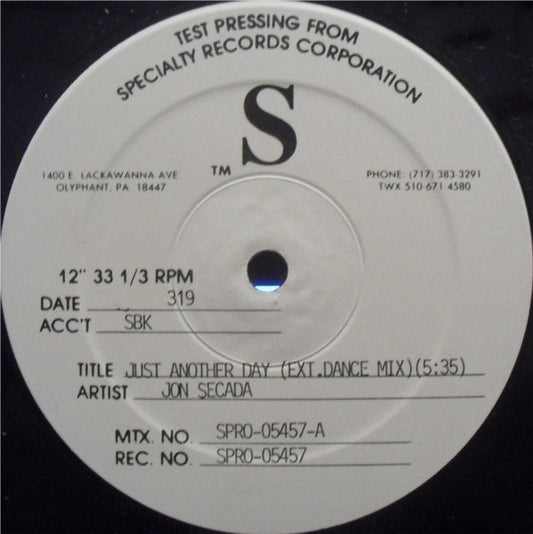 TEST PRESSING FROM
SPECIALTY RECORDS CORPORATION
S
TM
1400 E. LACKAWANNA AVE.
OLYPHANT, PA. 18447
PHONE: (717) 383-3291
TWX 510-671-4580
12" 33 1/3 RPM
DATE 319
ACC'T SBK
TITLE JUST ANOTHER DAY (EXT.DANCE MIX)(5:35)
ARTIST JON SECADA
MTX. NO. SPRO-05457-A
REC. NO. SPRO-05457